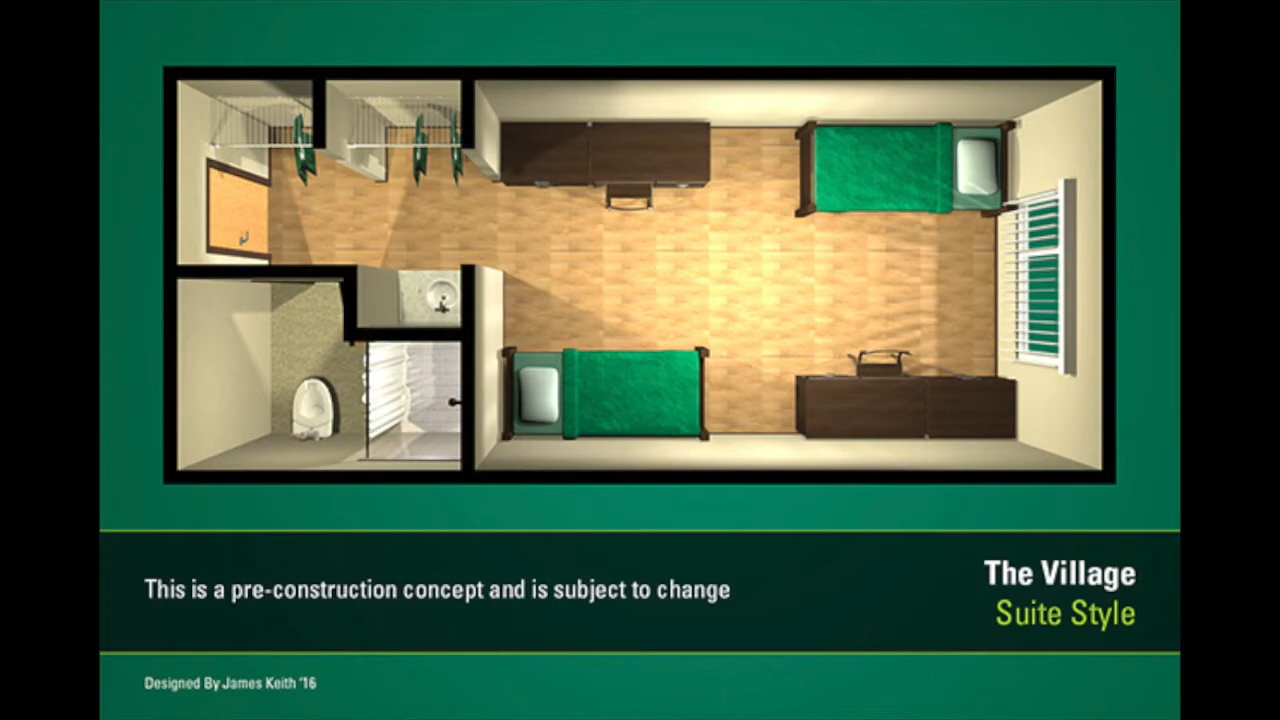 This is a pre-construction concept and is subject to change
The Village
Suite Style
Designed By James Keith '16